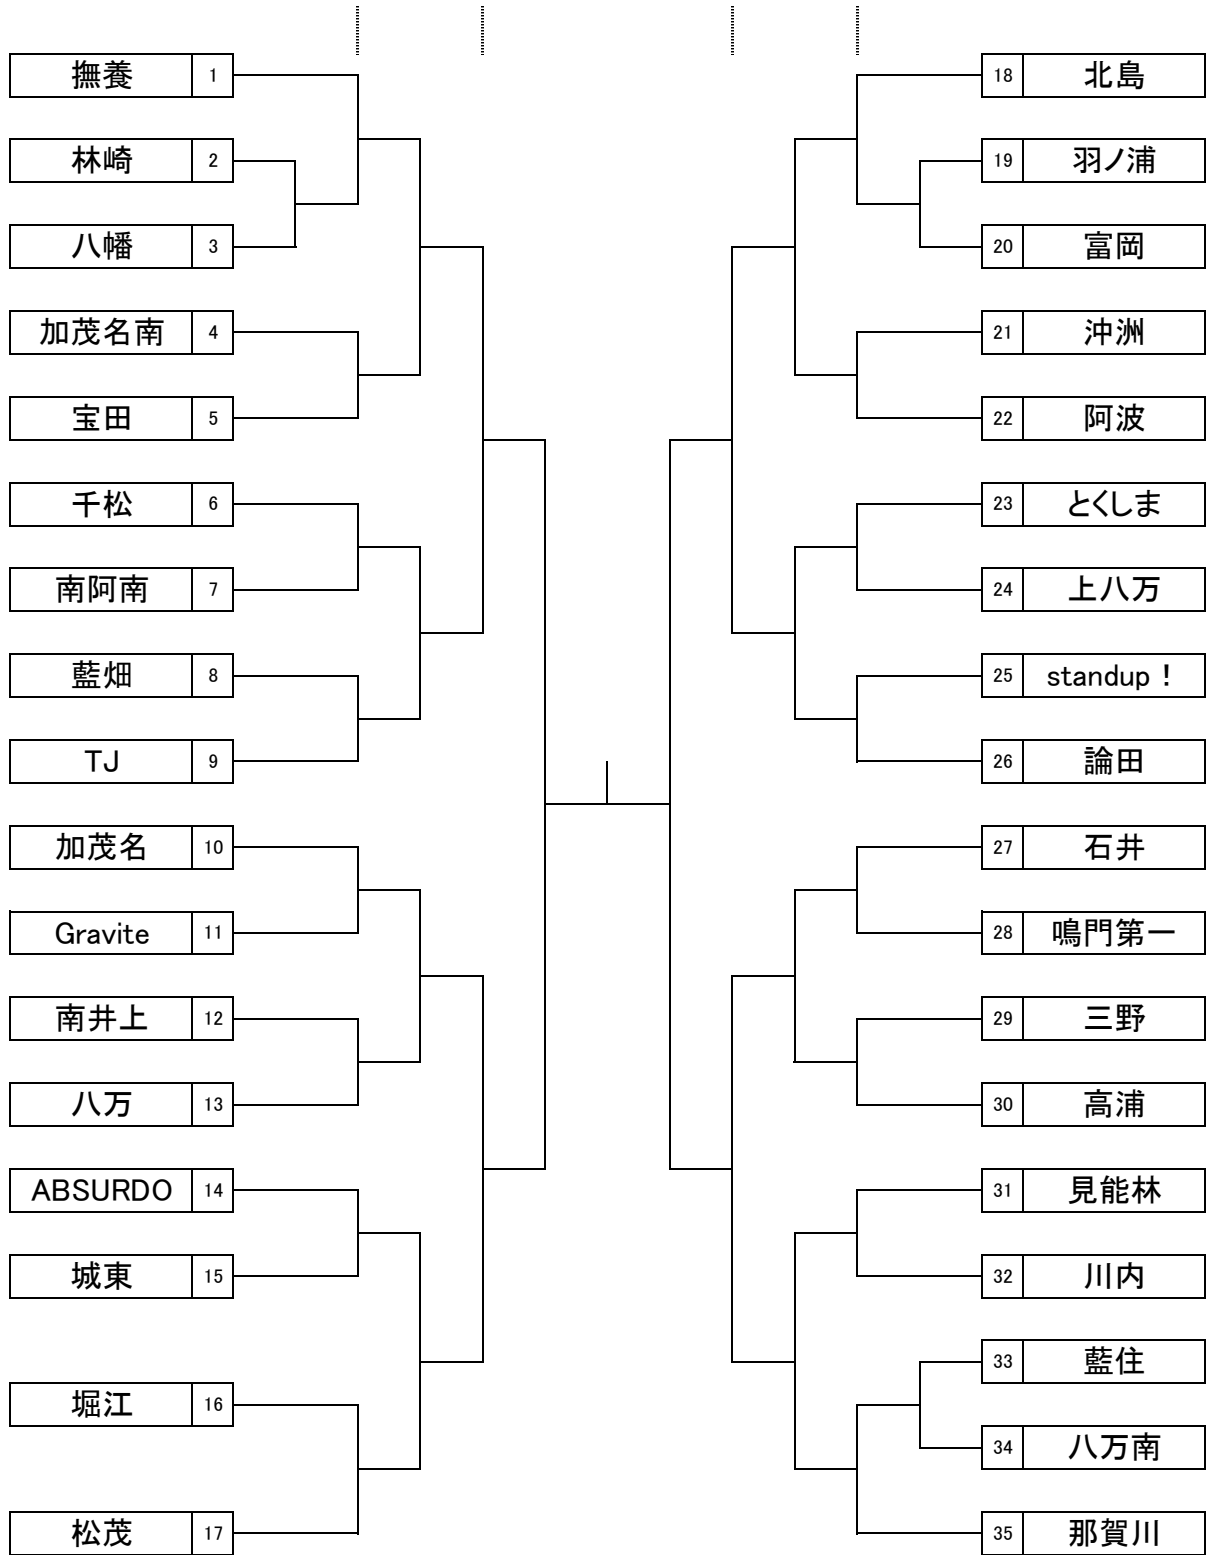 撫養 1
林崎 2
八幡 3
加茂名南 4
宝田 5
千松 6
南阿南 7
藍畑 8
TJ 9
加茂名 10
Gravite 11
南井上 12
八万 13
ABSURDO 14
城東 15
堀江 16
松茂 17
18 北島
19 羽ノ浦
20 富岡
21 沖洲
22 阿波
23 とくしま
24 上八万
25 standup！
26 論田
27 石井
28 鳴門第一
29 三野
30 高浦
31 見能林
32 川内
33 藍住
34 八万南
35 那賀川